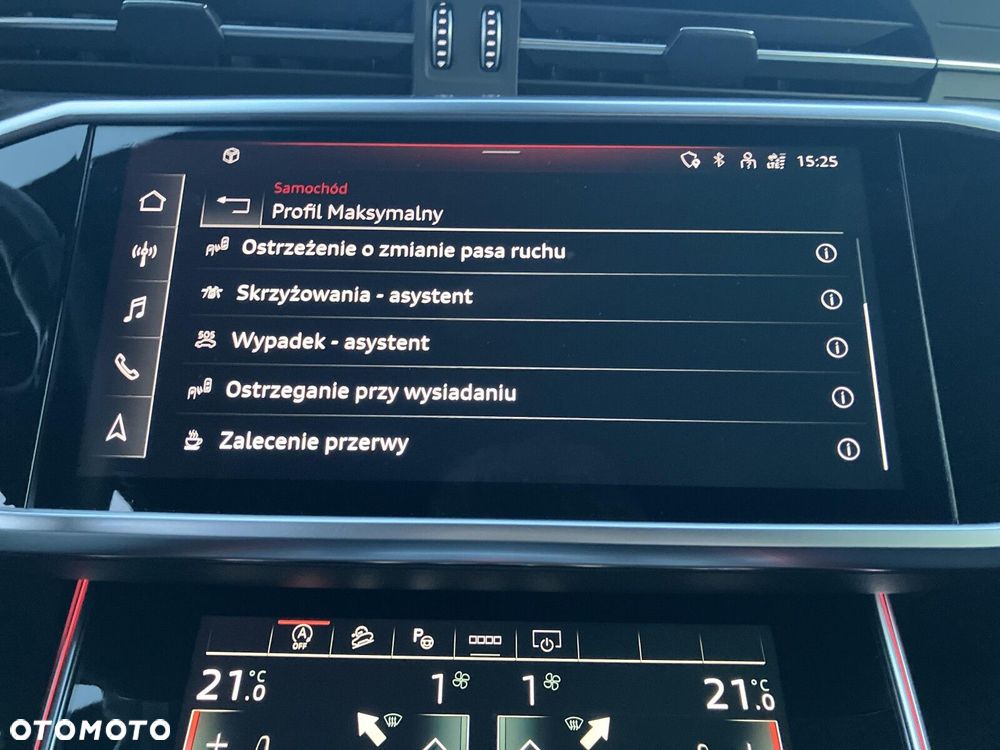 15:25
Samochód
Profil Maksymalny
Ostrzeżenie o zmianie pasa ruchu
Skrzyżowania - asystent
SOS
Wypadek - asystent
Ostrzeganie przy wysiadaniu
Zalecenie przerwy
A
OFF
P
21.0 °C
1
1
21.0 °C
OTOMOTO